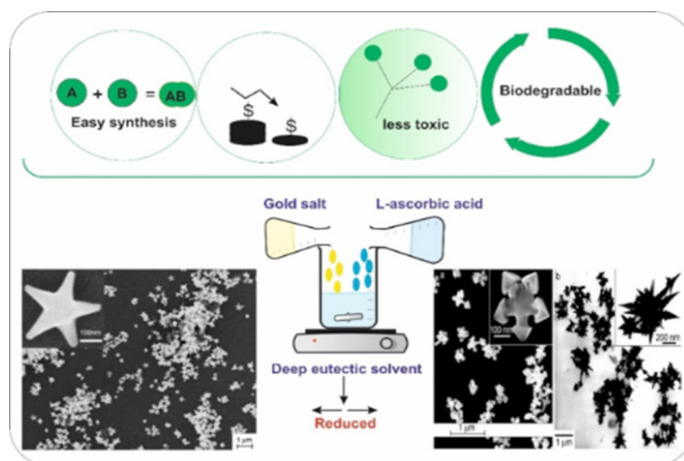 A + B = AB
Easy synthesis
$
$
less toxic
Biodegradable
Gold salt
L-ascorbic acid
100nm
1 μm
Deep eutectic solvent
Reduced
a
100 nm
1 μm
b
200 nm
1 μm